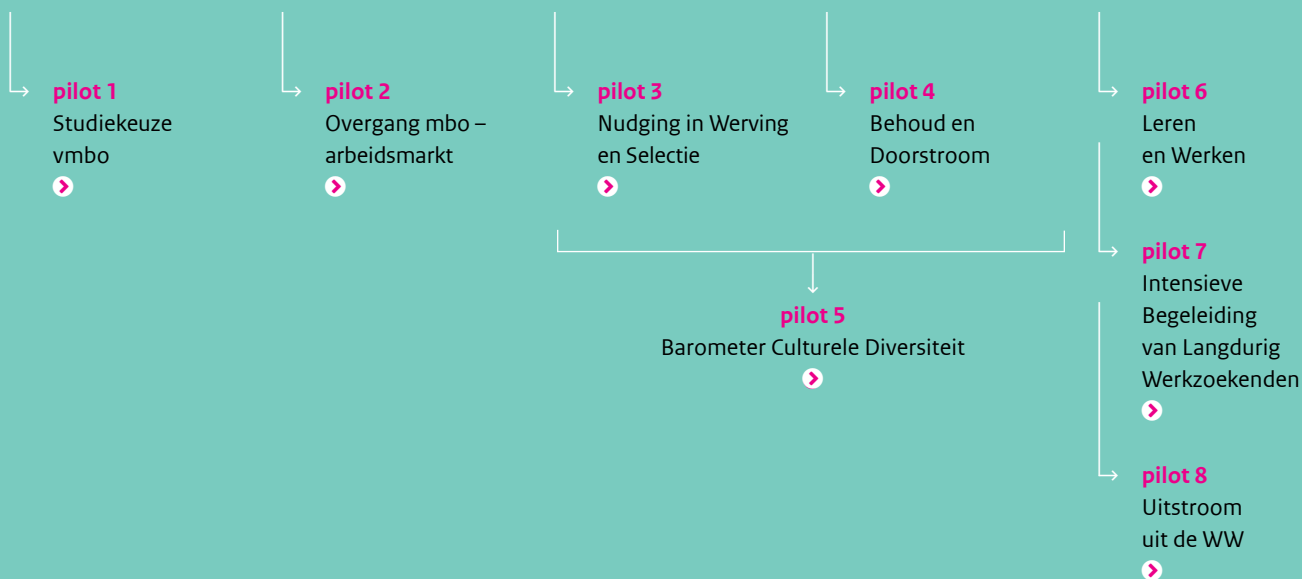 pilot 1
Studiekeuze
vmbo
pilot 2
Overgang mbo –
arbeidsmarkt
pilot 3
Nudging in Werving
en Selectie
pilot 4
Behoud en
Doorstroom
pilot 6
Leren
en Werken
pilot 7
Intensieve
Begeleiding
van Langdurig
Werkzoekenden
pilot 5
Barometer Culturele Diversiteit
pilot 8
Uitstroom
uit de WW